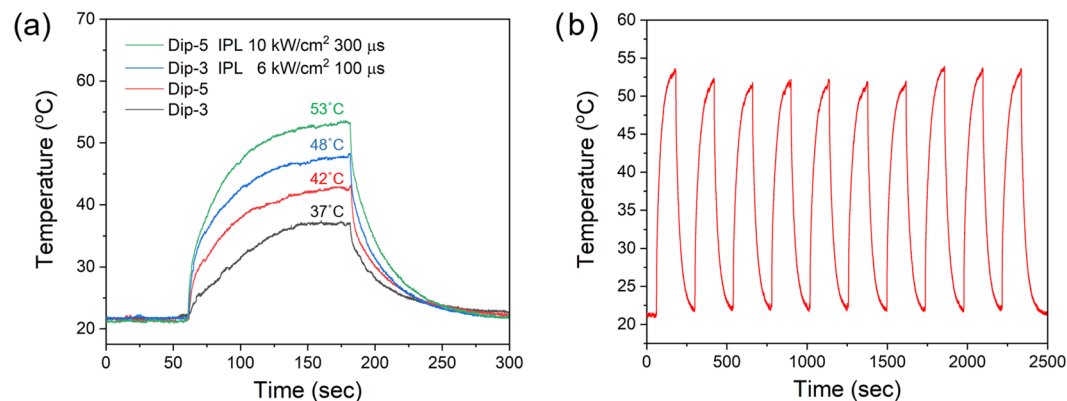 (a)
70
60
50
40
30
20
Temperature (°C)
Dip-5 IPL 10 kW/cm² 300 μs
Dip-3 IPL 6 kW/cm² 100 μs
Dip-5
Dip-3
53°C
48°C
42°C
37°C
0 50 100 150 200 250 300
Time (sec)
(b)
60
55
50
45
40
35
30
25
20
Temperature (°C)
0 500 1000 1500 2000 2500
Time (sec)